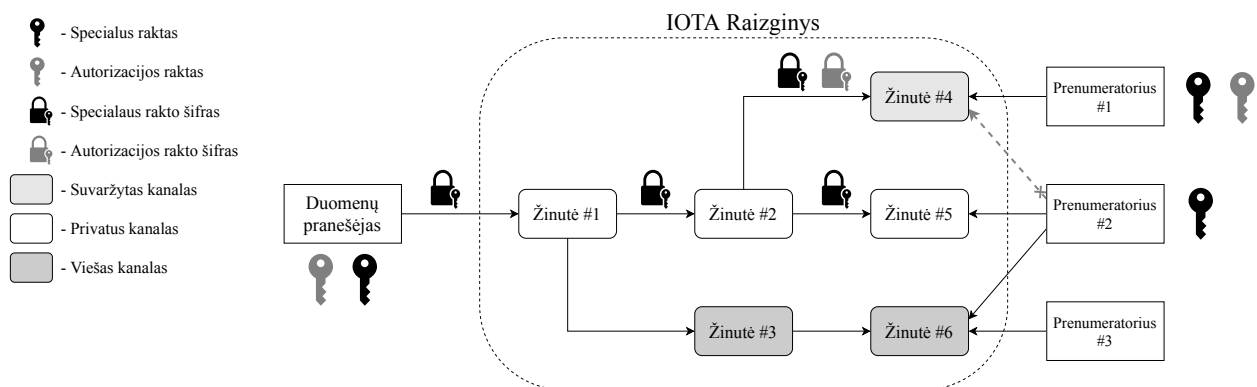 IOTA Raizginys
- Specialus raktas
- Autorizacijos raktas
- Specialaus rakto šifras
- Autorizacijos rakto šifras
- Suvaržytas kanalas
- Privatus kanalas
- Viešas kanalas
Duomenų
pranešėjas
Žinutė #1
Žinutė #2
Žinutė #3
Žinutė #4
Žinutė #5
Žinutė #6
Prenumeratorius
#1
Prenumeratorius
#2
Prenumeratorius
#3